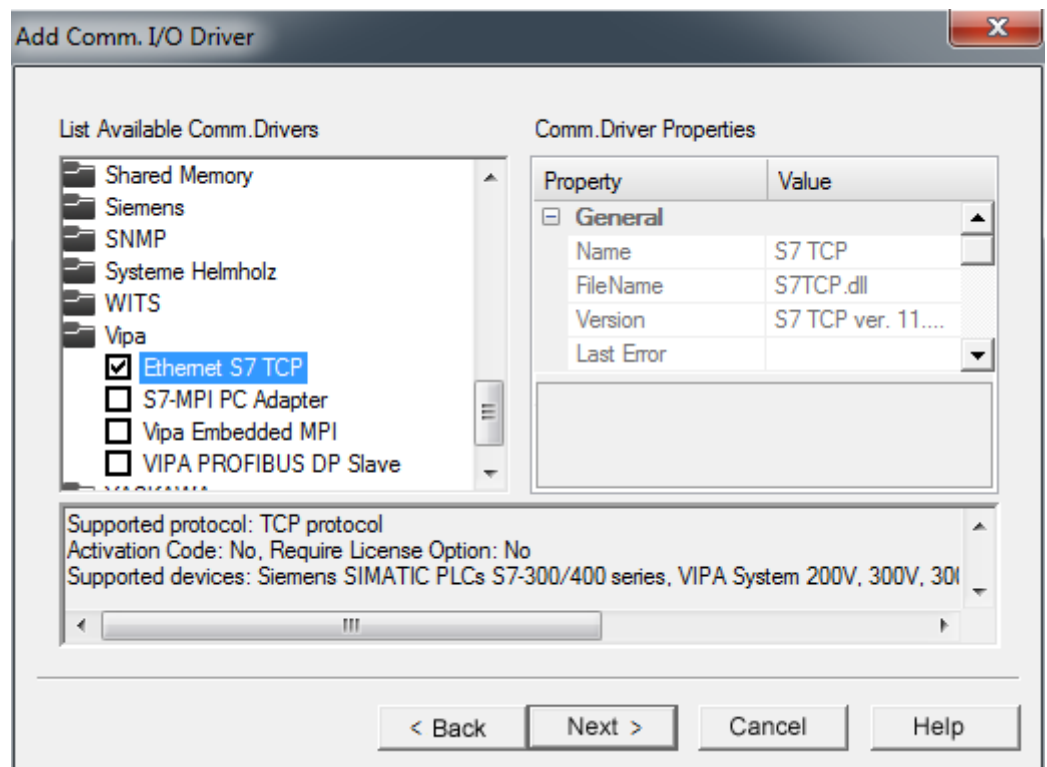 Add Comm. I/O Driver
List Available Comm.Drivers
Shared Memory
Siemens
SNMP
Systeme Helmholz
WITS
Vipa
Ethernet S7 TCP
S7-MPI PC Adapter
Vipa Embedded MPI
VIPA PROFIBUS DP Slave
Comm.Driver Properties
Property Value
General
Name S7 TCP
FileName S7TCP.dll
Version S7 TCP ver. 11....
Last Error
Supported protocol: TCP protocol
Activation Code: No, Require License Option: No
Supported devices: Siemens SIMATIC PLCs S7-300/400 series, VIPA System 200V, 300V,
< Back Next > Cancel Help